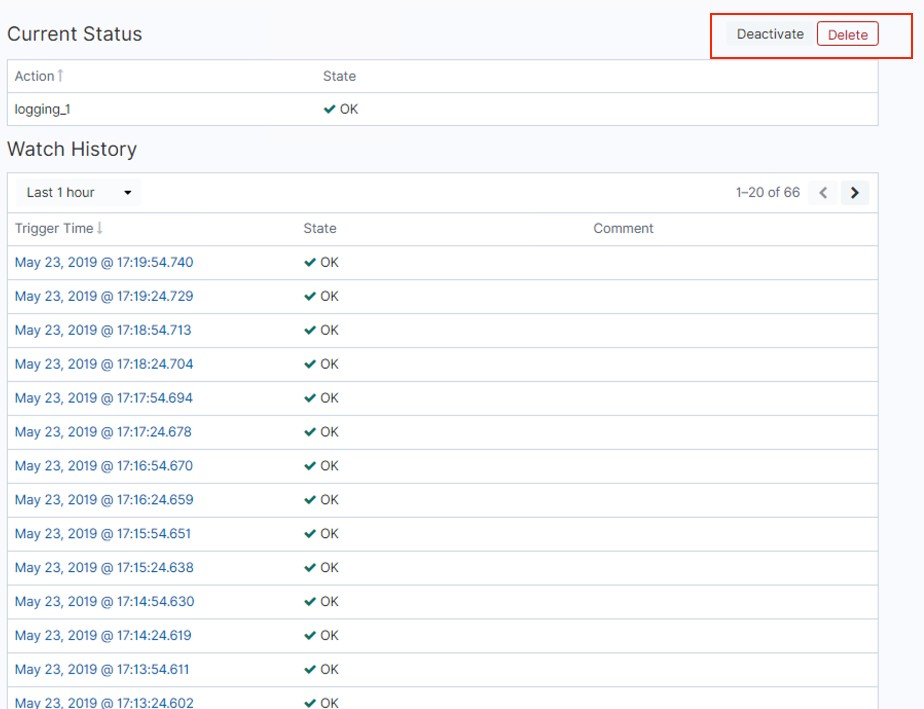 Current Status Deactivate Delete
Action↑ State
logging_1 OK
Watch History
Last 1 hour 1–20 of 66
Trigger Time↓ State Comment
May 23, 2019 @ 17:19:54.740 OK
May 23, 2019 @ 17:19:24.729 OK
May 23, 2019 @ 17:18:54.713 OK
May 23, 2019 @ 17:18:24.704 OK
May 23, 2019 @ 17:17:54.694 OK
May 23, 2019 @ 17:17:24.678 OK
May 23, 2019 @ 17:16:54.670 OK
May 23, 2019 @ 17:16:24.659 OK
May 23, 2019 @ 17:15:54.651 OK
May 23, 2019 @ 17:15:24.638 OK
May 23, 2019 @ 17:14:54.630 OK
May 23, 2019 @ 17:14:24.619 OK
May 23, 2019 @ 17:13:54.611 OK
May 23, 2019 @ 17:13:24.602 OK